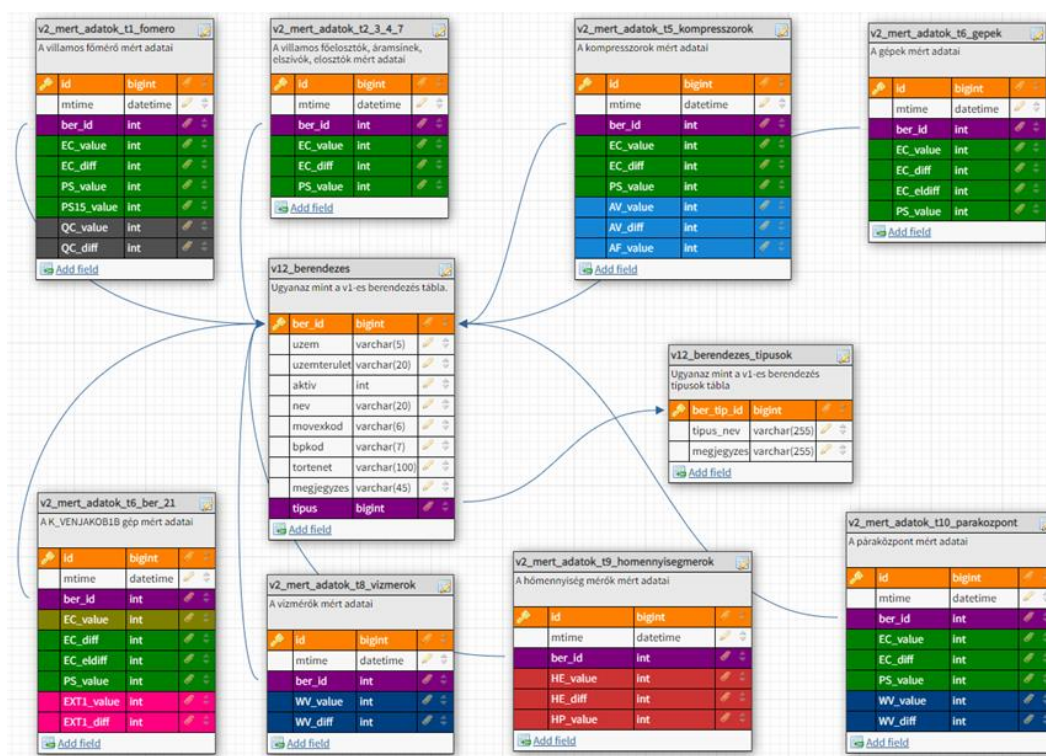 v2_mert_adatok_t1_fomero
A villamos főmérő mért adatai
id bigint
mtime datetime
ber_id int
EC_value int
EC_diff int
PS_value int
PS15_value int
QC_value int
QC_diff int
Add field
v2_mert_adatok_t2_3_4_7
A villamos főelosztók, áramsínek,
elszívók, elosztók mért adatai
id bigint
mtime datetime
ber_id int
EC_value int
EC_diff int
PS_value int
Add field
v2_mert_adatok_t5_kompresszorok
A kompresszorok mért adatai
id bigint
mtime datetime
ber_id int
EC_value int
EC_diff int
PS_value int
AV_value int
AV_diff int
AF_value int
Add field
v2_mert_adatok_t6_gepek
A gépek mért adatai
id bigint
mtime datetime
ber_id int
EC_value int
EC_diff int
EC_eldiff int
PS_value int
Add field
v12_berendezes
Ugyanaz mint a v1-es berendezés tábla.
ber_id bigint
uzem varchar(5)
uzemterulet varchar(20)
aktiv int
nev varchar(20)
movexkod varchar(6)
bpkod varchar(7)
tortenet varchar(100)
megjegyzes varchar(45)
tipus bigint
Add field
v12_berendezes_tipusok
Ugyanaz mint a v1-es berendezés
típusok tábla
ber_tip_id bigint
tipus_nev varchar(255)
megjegyzes varchar(255)
Add field
v2_mert_adatok_t6_ber_21
A K_VENJAKOB1B gép mért adatai
id bigint
mtime datetime
ber_id int
EC_value int
EC_diff int
EC_eldiff int
PS_value int
EXT1_value int
EXT1_diff int
Add field
v2_mert_adatok_t8_vizmerok
A vízmérők mért adatai
id bigint
mtime datetime
ber_id int
WV_value int
WV_diff int
Add field
v2_mert_adatok_t9_homennyisegmerok
A hőmennyiség mérők mért adatai
id bigint
mtime datetime
ber_id int
HE_value int
HE_diff int
HP_value int
Add field
v2_mert_adatok_t10_parakozpont
A páraközpont mért adatai
id bigint
mtime datetime
ber_id int
EC_value int
EC_diff int
PS_value int
WV_value int
WV_diff int
Add field